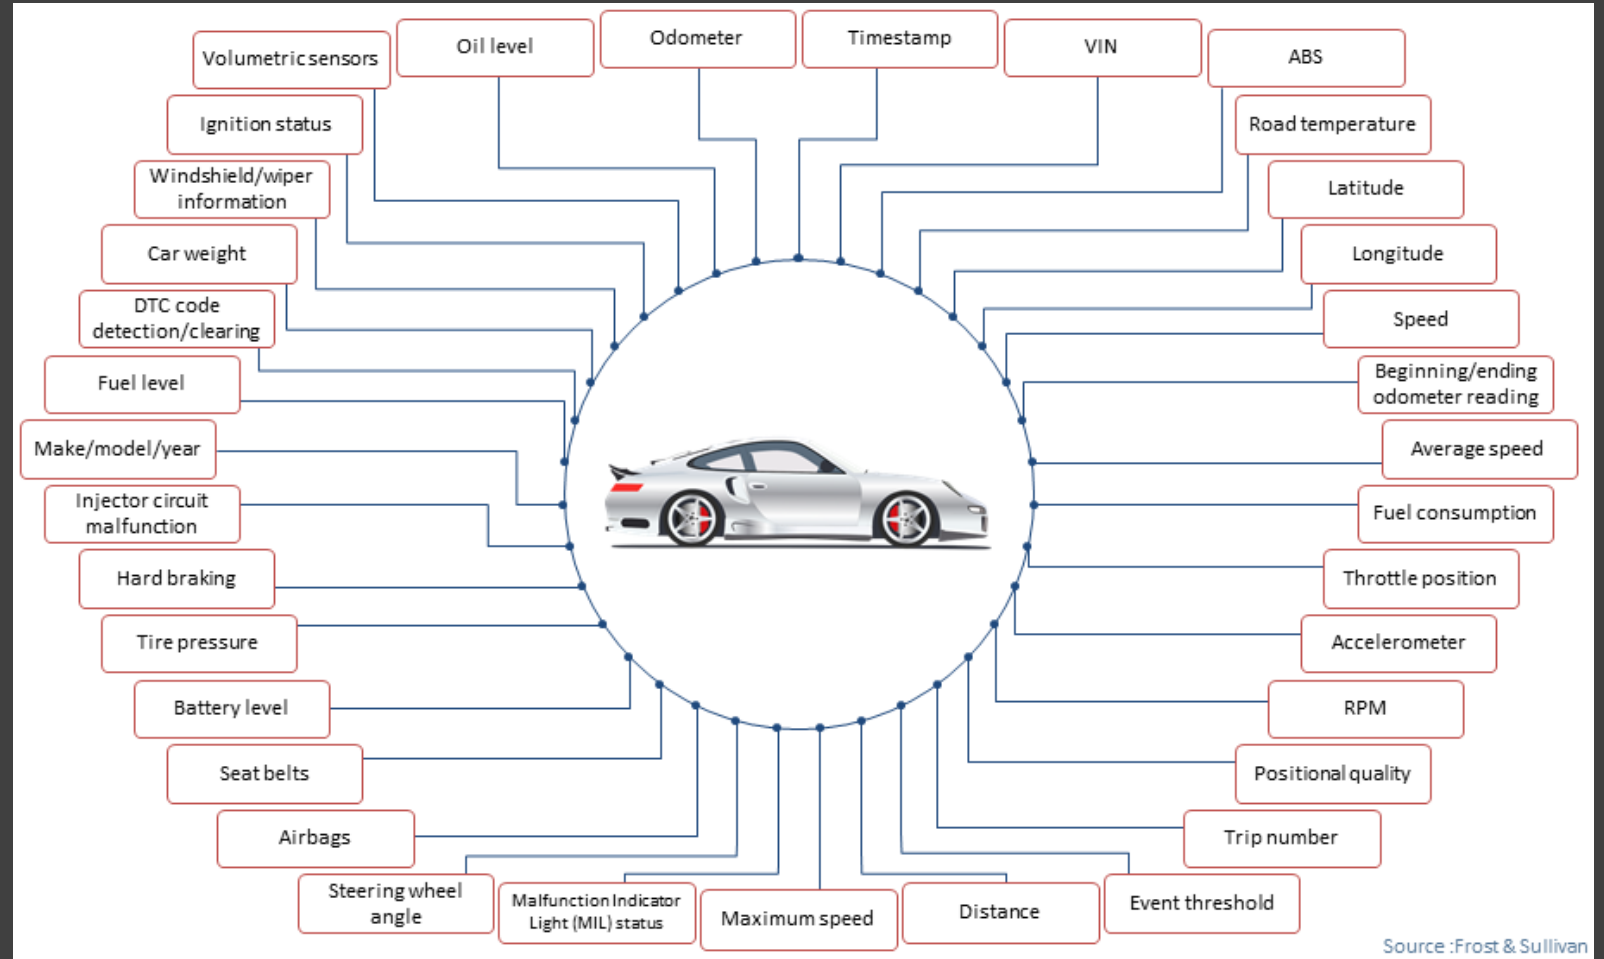 Volumetric sensors
Oil level
Odometer
Timestamp
VIN
ABS
Ignition status
Road temperature
Windshield/wiper
information
Latitude
Car weight
Longitude
DTC code
detection/clearing
Speed
Fuel level
Beginning/ending
odometer reading
Make/model/year
Average speed
Injector circuit
malfunction
Fuel consumption
Hard braking
Throttle position
Tire pressure
Accelerometer
Battery level
RPM
Seat belts
Positional quality
Airbags
Trip number
Steering wheel
angle
Malfunction Indicator
Light (MIL) status
Maximum speed
Distance
Event threshold
Source :Frost & Sullivan